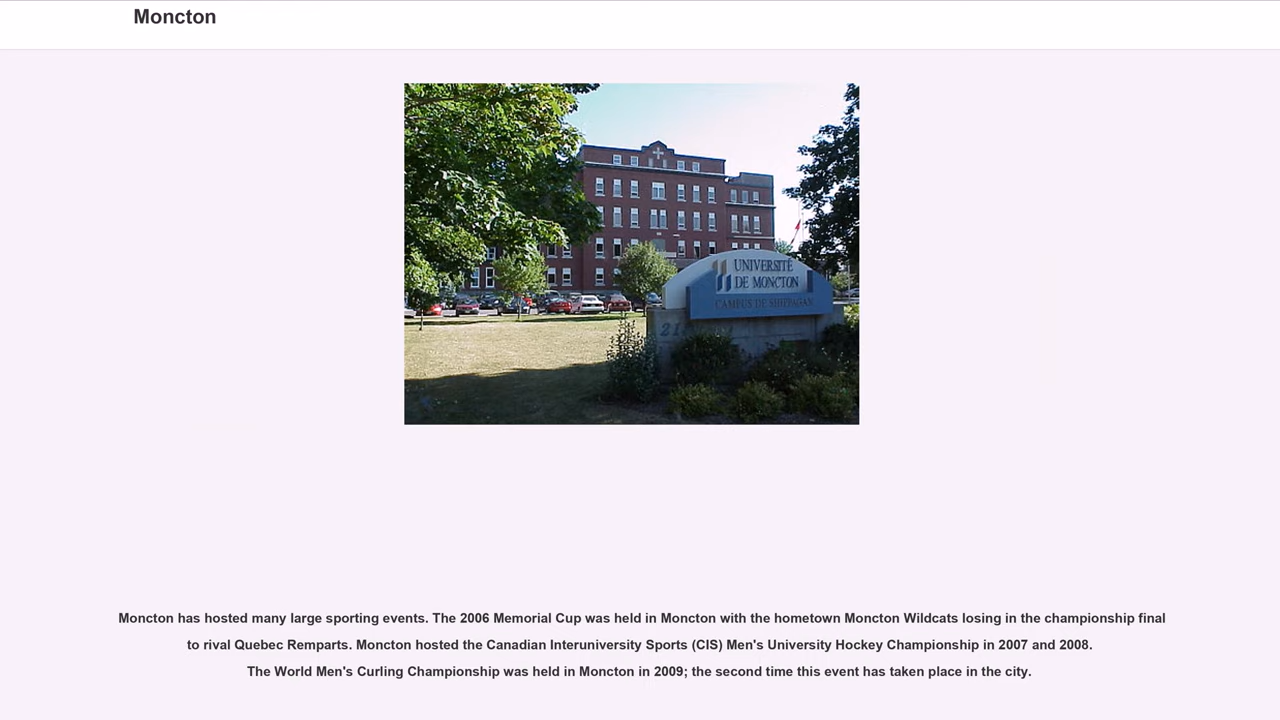 Moncton
UNIVERSITÉ
DE MONCTON
CAMPUS DE SHIPPAGAN
Moncton has hosted many large sporting events. The 2006 Memorial Cup was held in Moncton with the hometown Moncton Wildcats losing in the championship final
to rival Quebec Remparts. Moncton hosted the Canadian Interuniversity Sports (CIS) Men's University Hockey Championship in 2007 and 2008.
The World Men's Curling Championship was held in Moncton in 2009; the second time this event has taken place in the city.